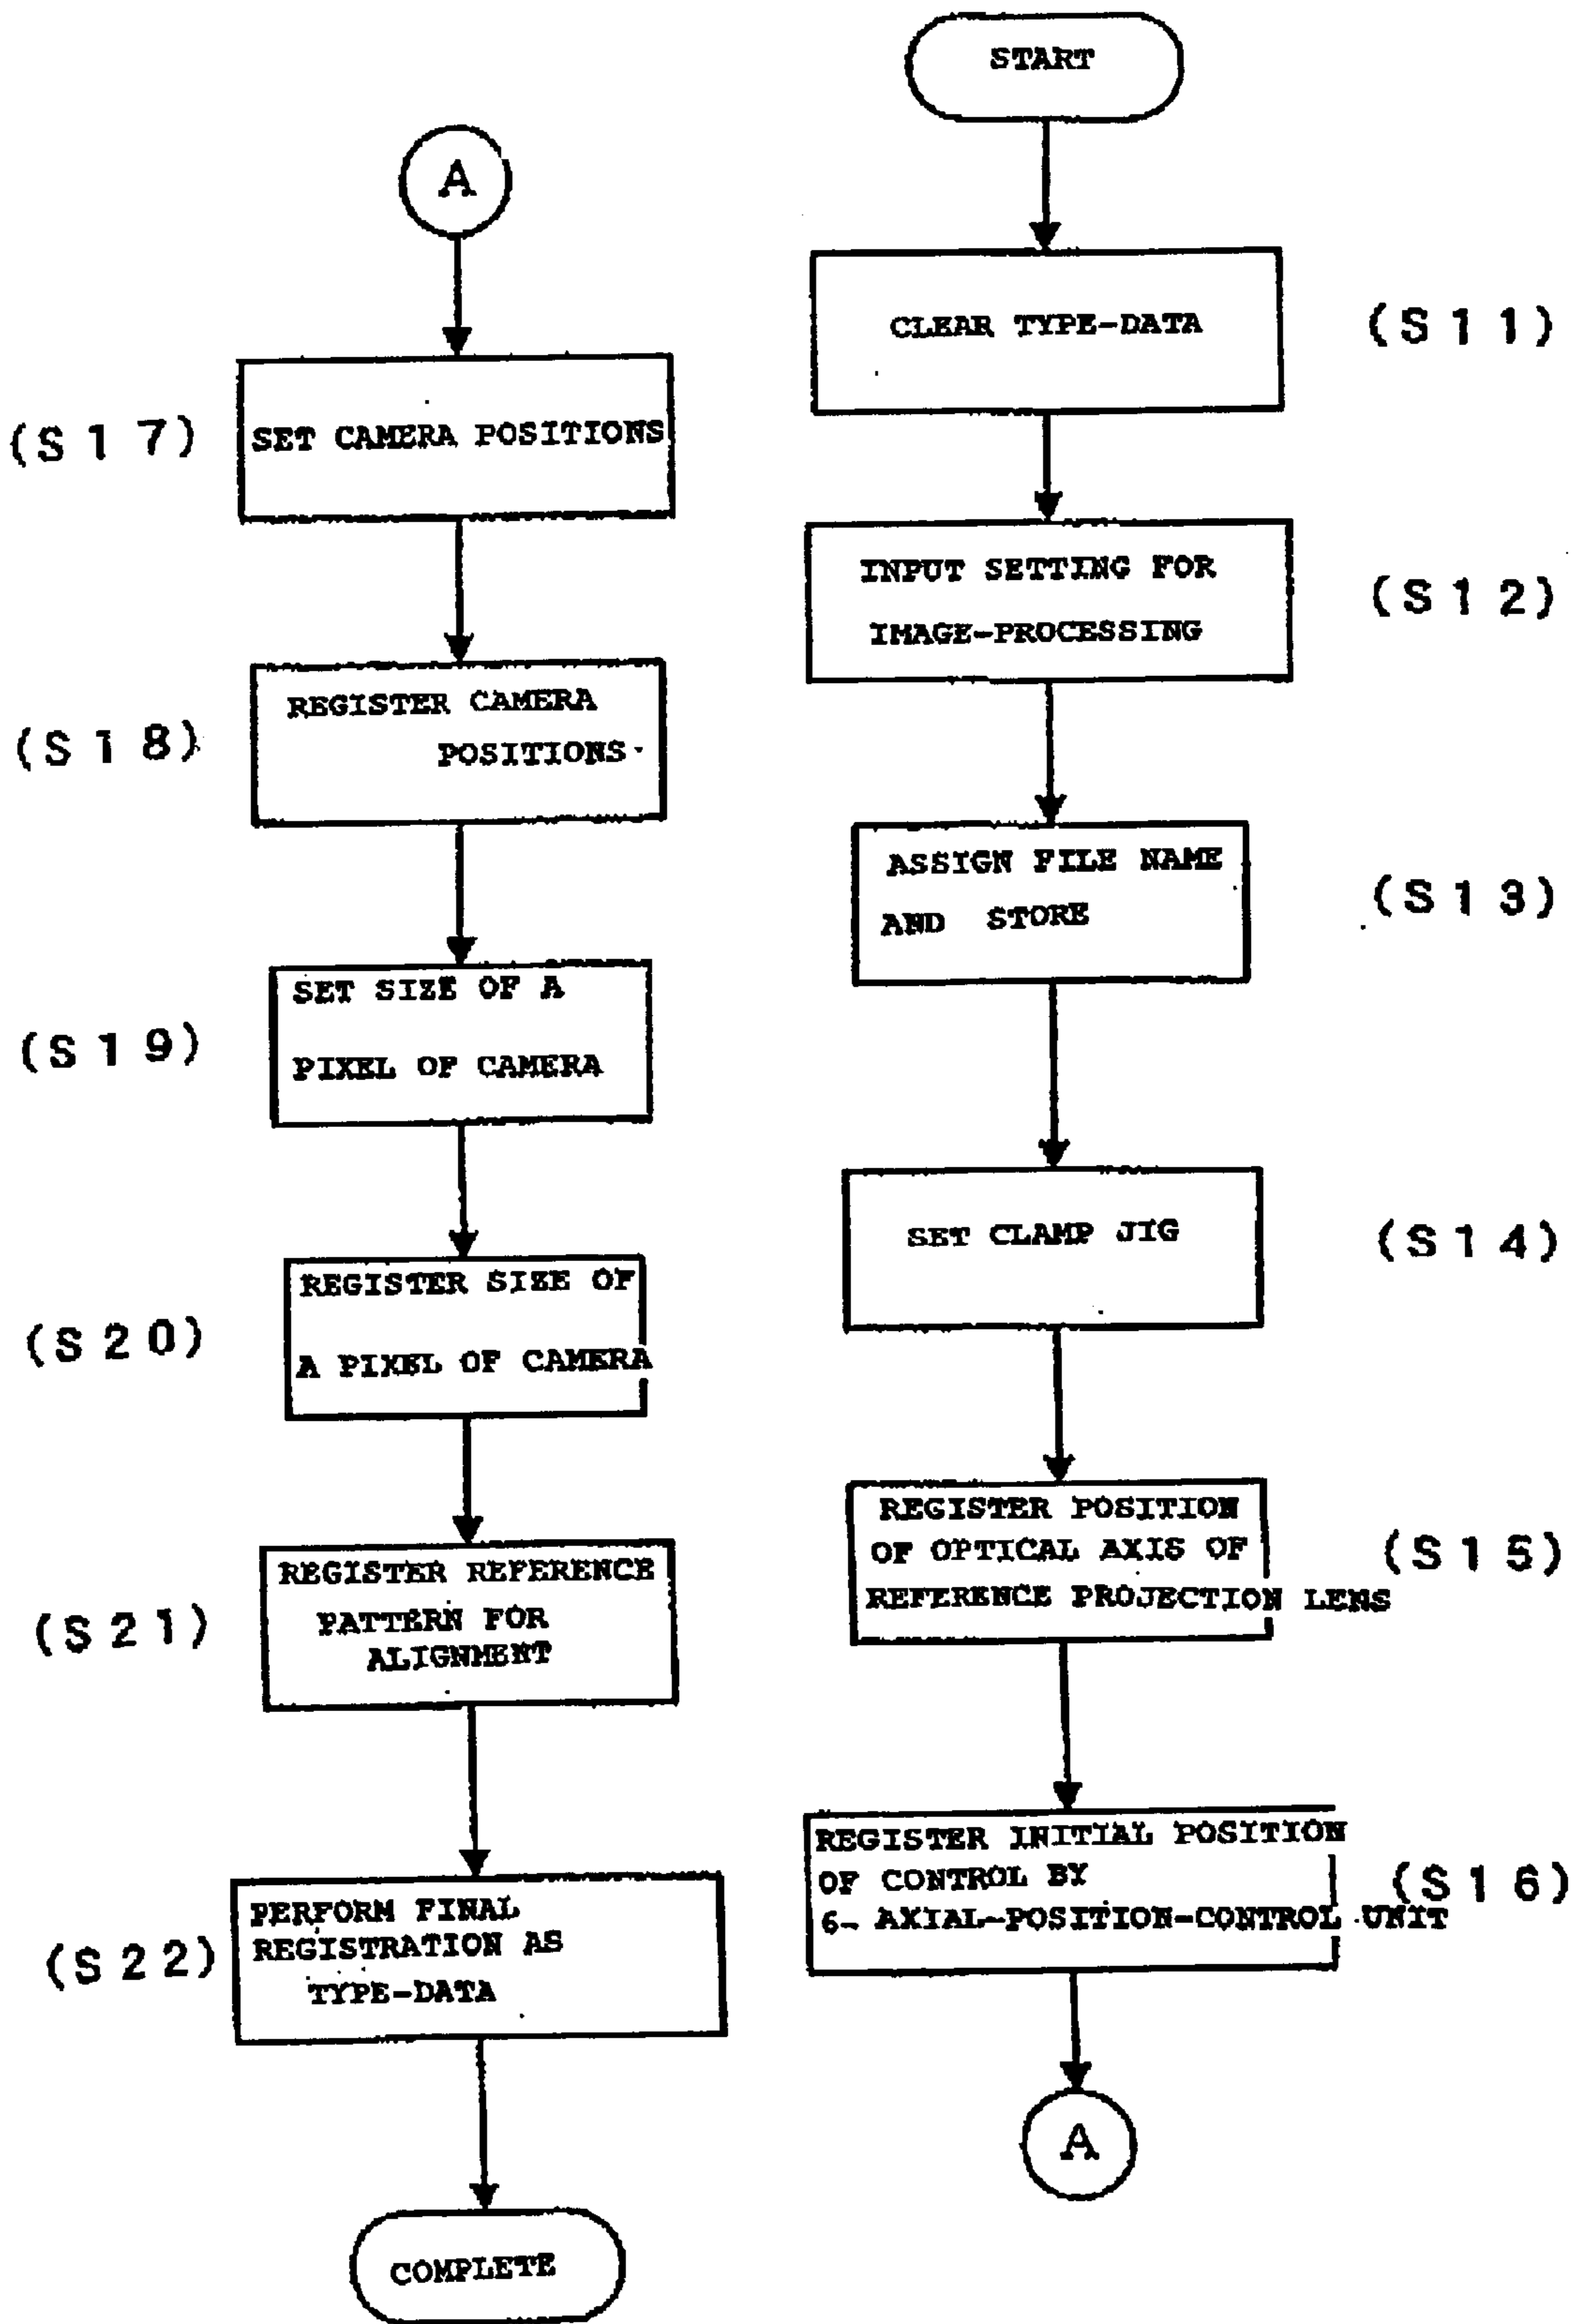 START
CLEAR TYPE-DATA
(S11)
INPUT SETTING FOR
IMAGE-PROCESSING
(S12)
ASSIGN FILE NAME
AND STORE
(S13)
SET CLAMP JIG
(S14)
REGISTER POSITION
OF OPTICAL AXIS OF
REFERENCE PROJECTION LENS
(S15)
REGISTER INITIAL POSITION
OF CONTROL BY
6-AXIAL-POSITION-CONTROL UNIT
(S16)
A
A
SET CAMERA POSITIONS
(S17)
REGISTER CAMERA
POSITIONS
(S18)
SET SIZE OF A
PIXEL OF CAMERA
(S19)
REGISTER SIZE OF
A PIXEL OF CAMERA
(S20)
REGISTER REFERENCE
PATTERN FOR
ALIGNMENT
(S21)
PERFORM FINAL
REGISTRATION AS
TYPE-DATA
(S22)
COMPLETE